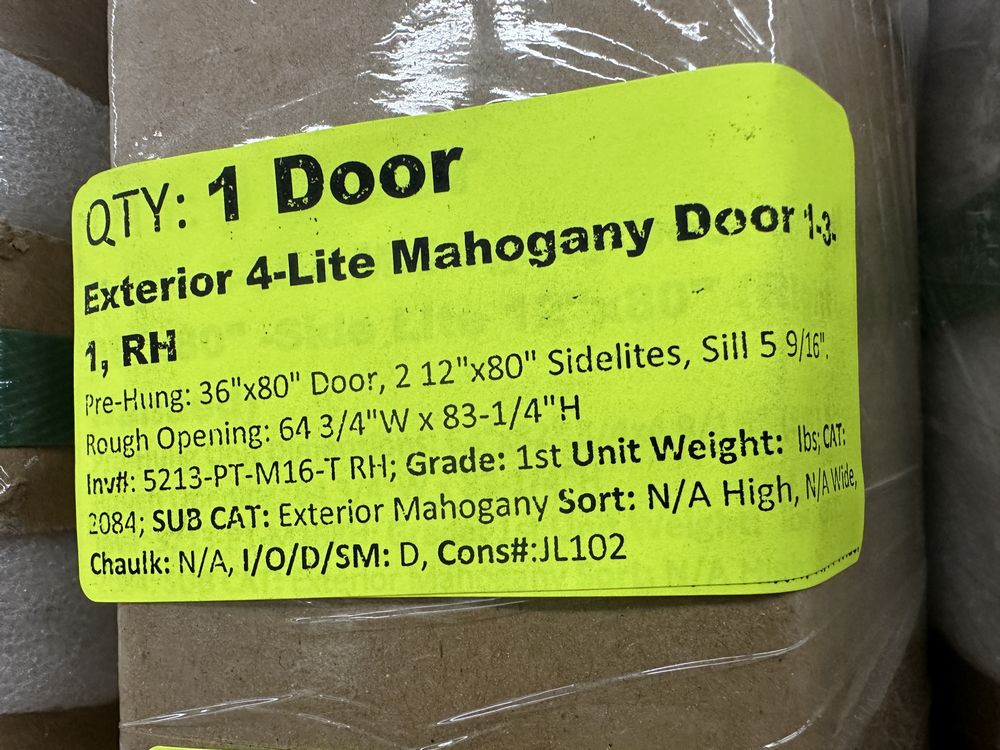 QTY: 1 Door
Exterior 4-Lite Mahogany Door 1-3-
1, RH
Pre-Hung: 36"x80" Door, 2 12"x80" Sidelites, Sill 5 9/16".
Rough Opening: 64 3/4"W x 83-1/4"H
Inv#: 5213-PT-M16-T RH; Grade: 1st Unit Weight: lbs; CAT:
2084; SUB CAT: Exterior Mahogany Sort: N/A High, N/A Wide,
Chaulk: N/A, I/O/D/SM: D, Cons#:JL102